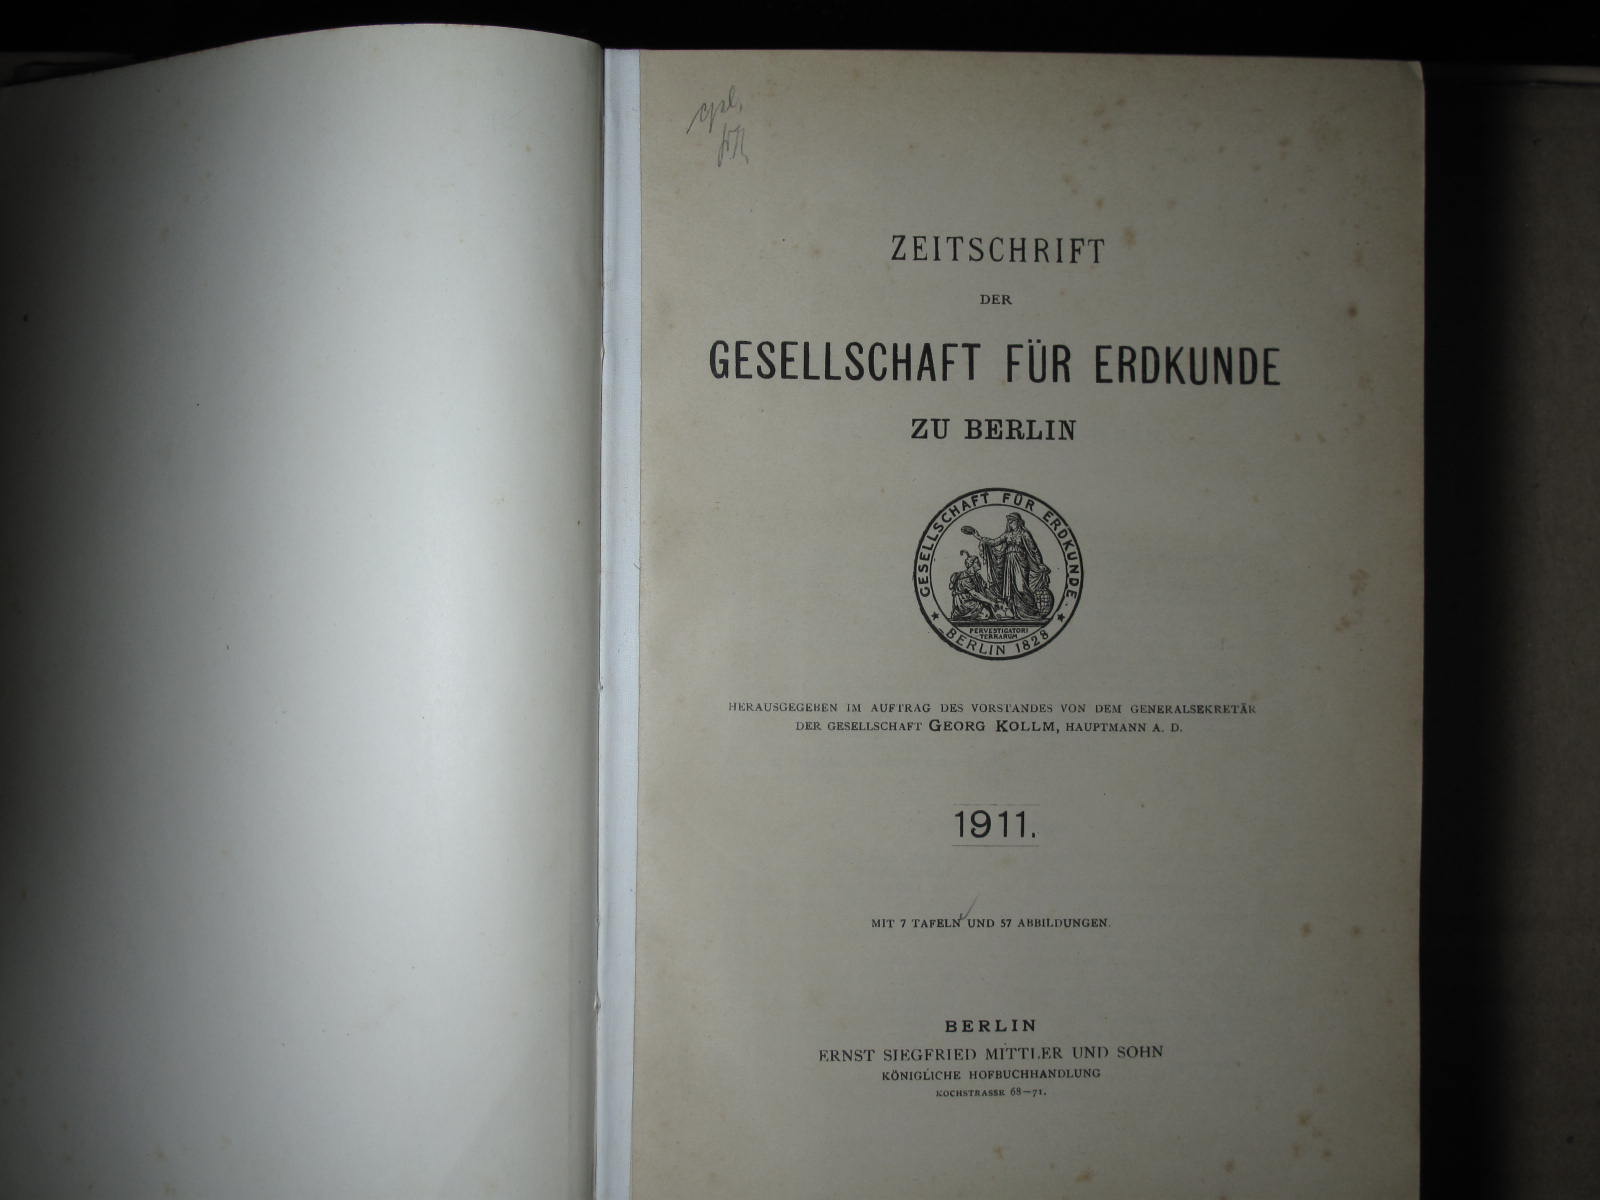 cpl.
ZEITSCHRIFT
DER
GESELLSCHAFT FÜR ERDKUNDE
ZU BERLIN
GESELLSCHAFT FÜR ERDKUNDE.
PERVESTIGATORI
TERRARUM
BERLIN 1828
HERAUSGEGEBEN IM AUFTRAG DES VORSTANDES VON DEM GENERALSEKRETÄR
DER GESELLSCHAFT GEORG KOLLM, HAUPTMANN A. D.
1911.
MIT 7 TAFELN UND 57 ABBILDUNGEN.
BERLIN
ERNST SIEGFRIED MITTLER UND SOHN
KÖNIGLICHE HOFBUCHHANDLUNG
KOCHSTRASSE 68—71.